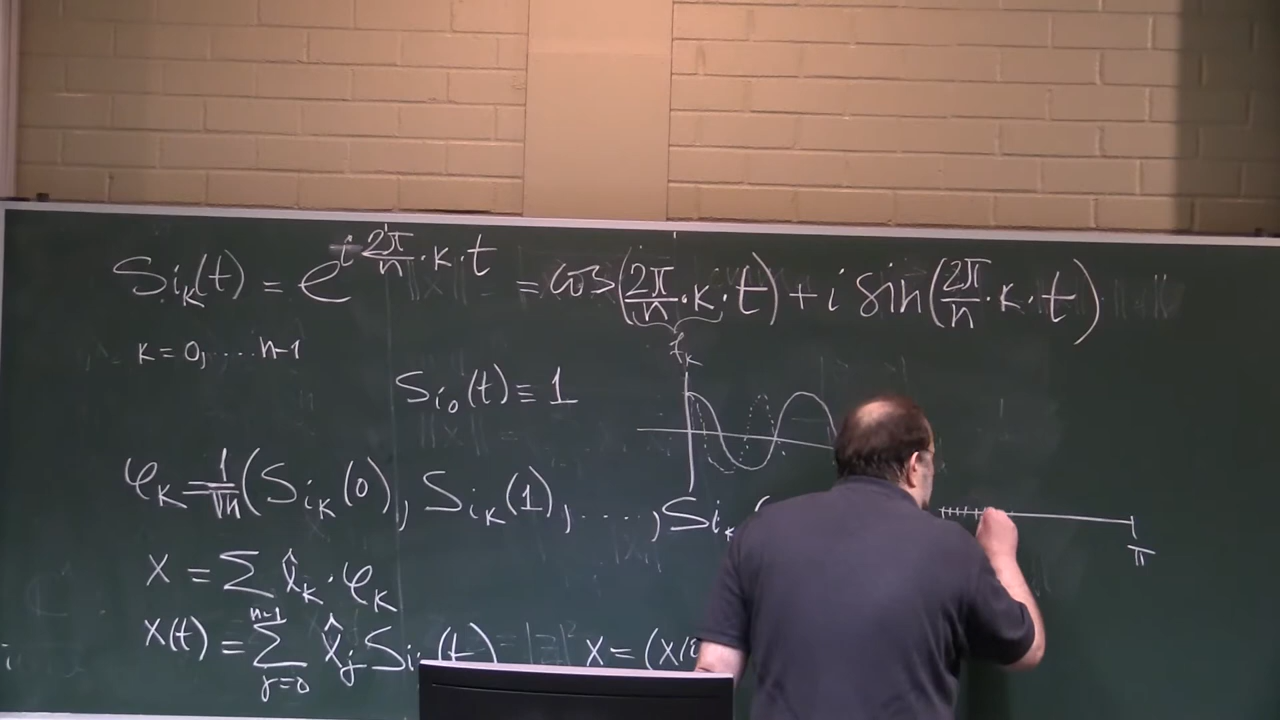 Si_k(t) = e^{i 2π/n · k · t} = cos(2π/n · k · t) + i sin(2π/n · k · t)
k = 0, .... n-1
f_k
Si_0(t) ≡ 1
φ_k = 1/√n (Si_k(0), Si_k(1), ...., Si_k(
π
x = Σ x̂_k · φ_k
x(t) = Σ_{j=0}^{n-1} x̂_j Si_j(t)
x = (x(